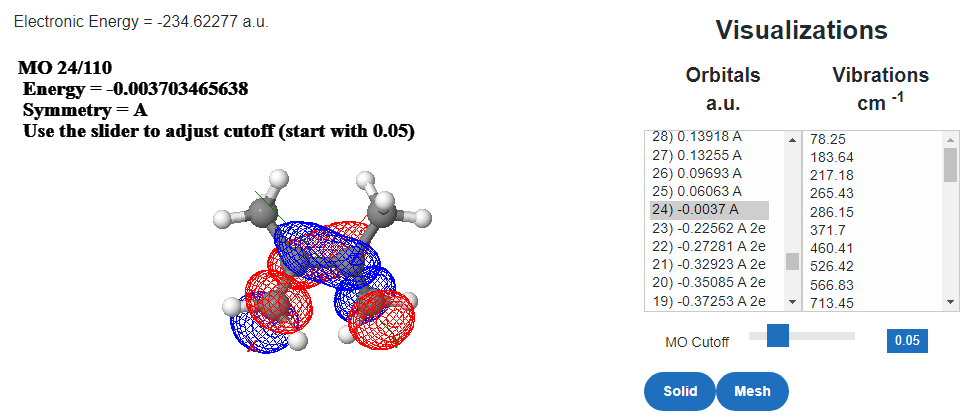 Electronic Energy = -234.62277 a.u.
MO 24/110
Energy = -0.003703465638
Symmetry = A
Use the slider to adjust cutoff (start with 0.05)
Visualizations
Orbitals
a.u.
28) 0.13918 A
27) 0.13255 A
26) 0.09693 A
25) 0.06063 A
24) -0.0037 A
23) -0.22562 A 2e
22) -0.27281 A 2e
21) -0.32923 A 2e
20) -0.35085 A 2e
19) -0.37253 A 2e
Vibrations
cm -1
78.25
183.64
217.18
265.43
286.15
371.7
460.41
526.42
566.83
713.45
MO Cutoff
0.05
Solid
Mesh